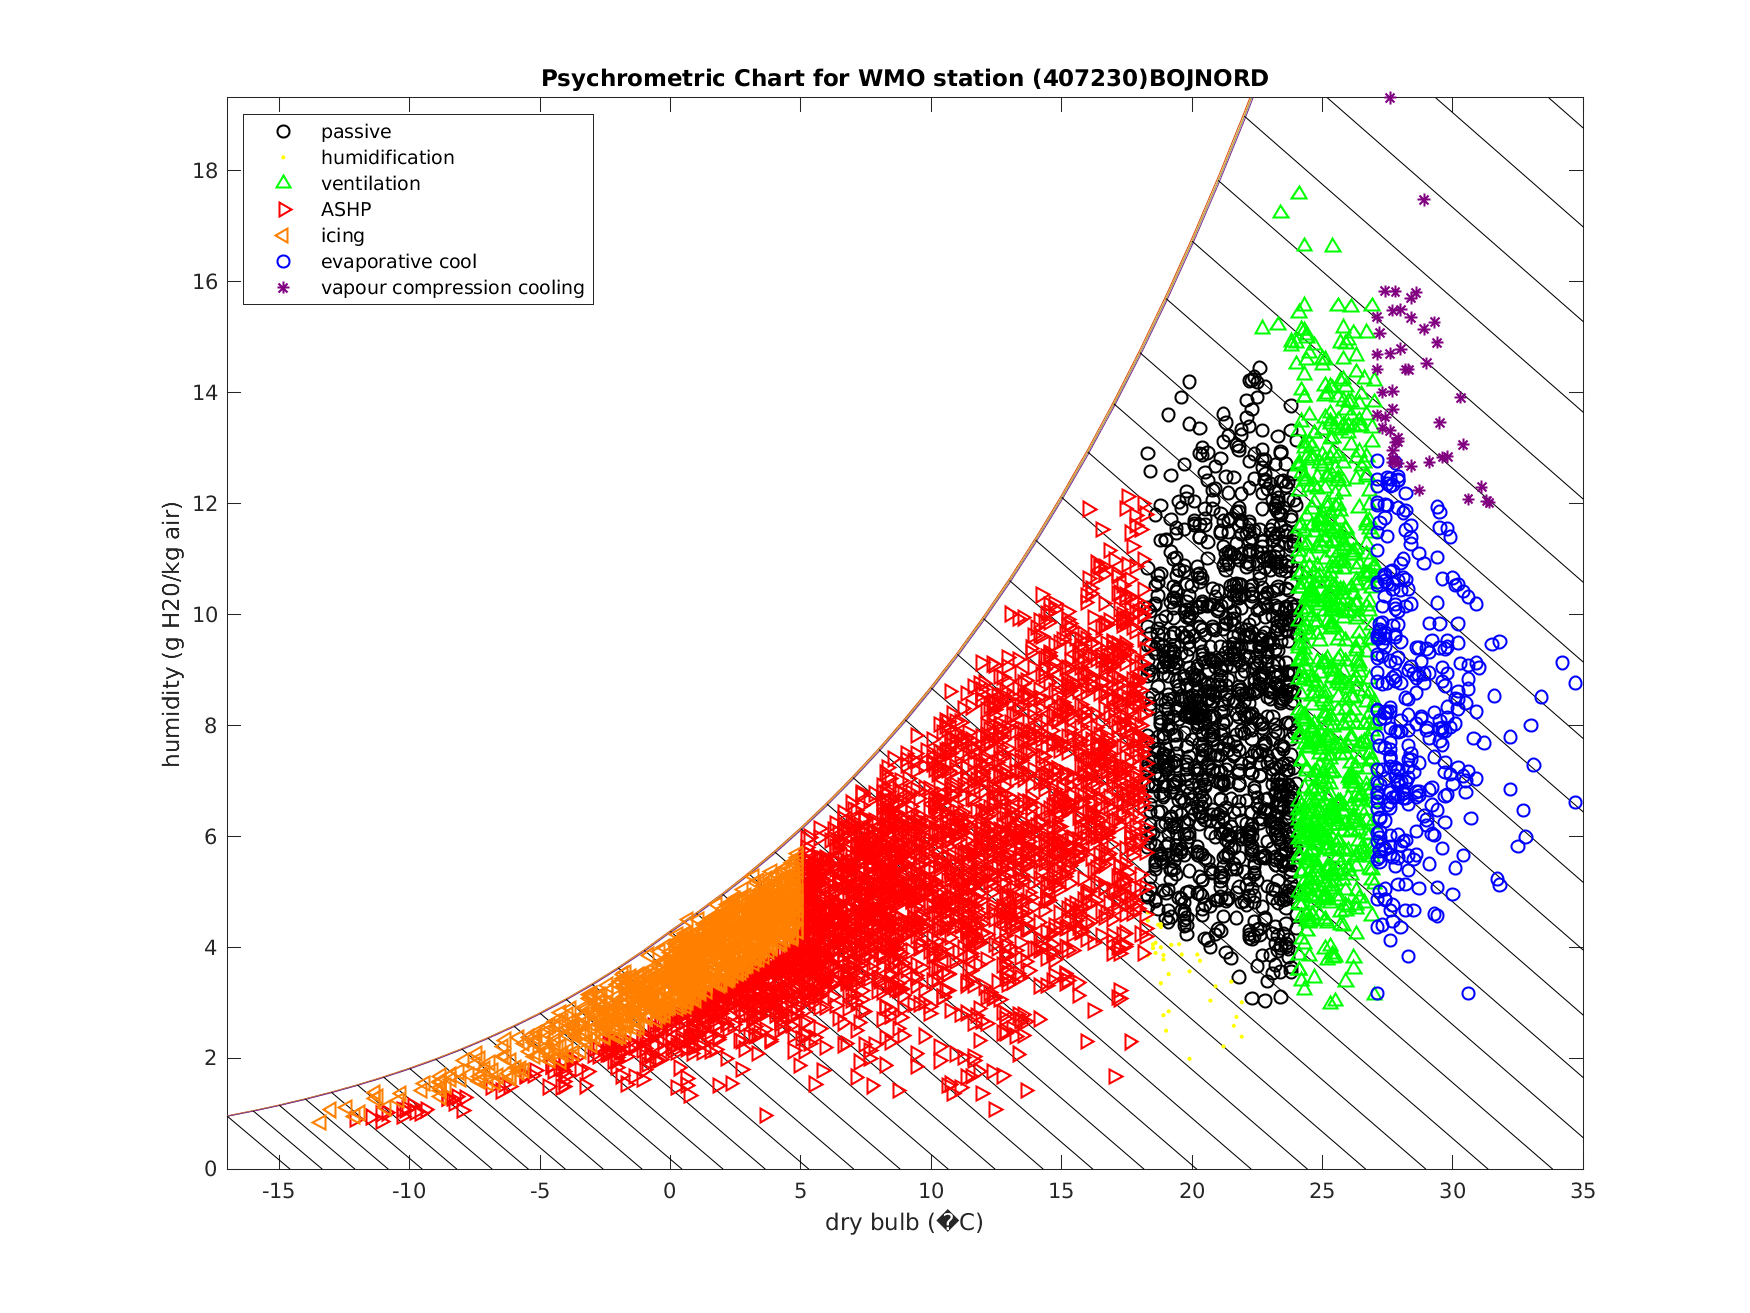 Psychrometric Chart for WMO station (407230)BOJNORD
passive
humidification
ventilation
ASHP
icing
evaporative cool
vapour compression cooling
humidity (g H20/kg air)
18
16
14
12
10
8
6
4
2
0
-15 -10 -5 0 5 10 15 20 25 30 35
dry bulb (�C)